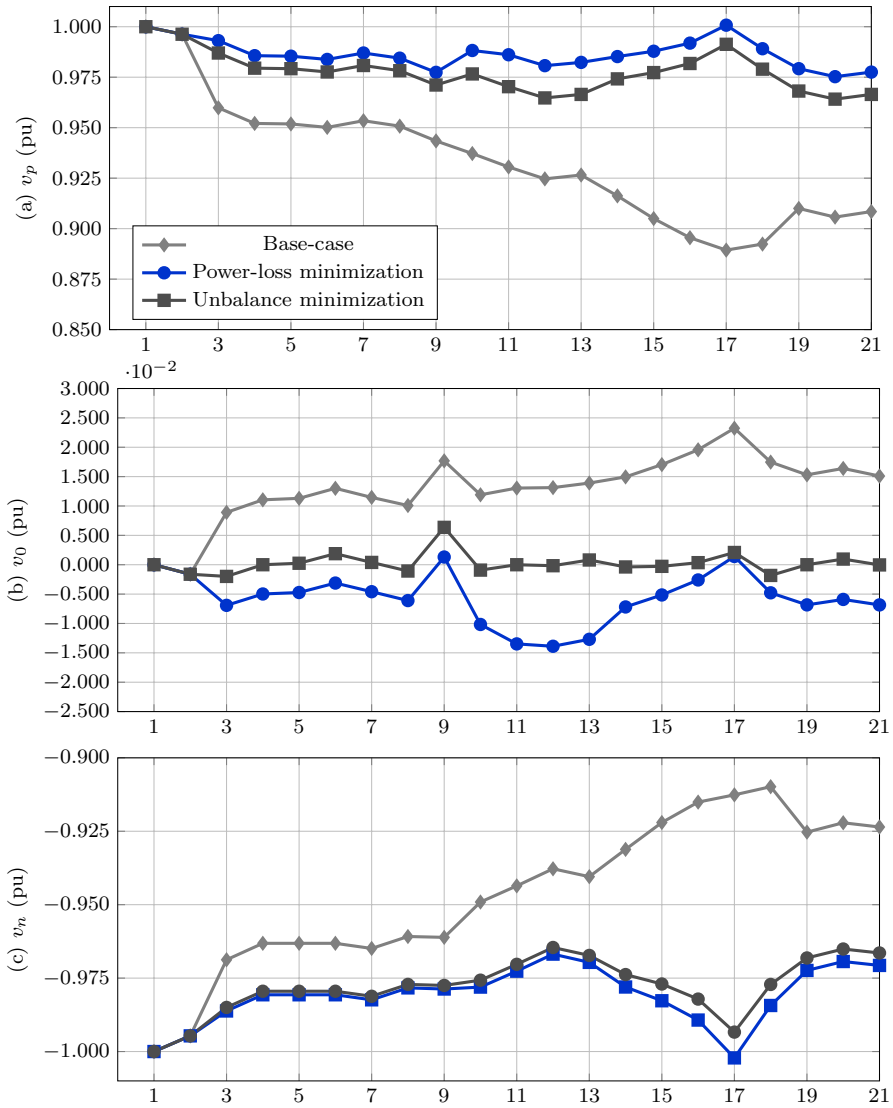 1.000
0.975
0.950
0.925
0.900
0.875
0.850
(a) vₚ (pu)
Base-case
Power-loss minimization
Unbalance minimization
1 3 5 7 9 11 13 15 17 19 21
·10⁻²
3.000
2.500
2.000
1.500
1.000
0.500
0.000
−0.500
−1.000
−1.500
−2.000
−2.500
(b) v₀ (pu)
1 3 5 7 9 11 13 15 17 19 21
−0.900
−0.925
−0.950
−0.975
−1.000
(c) vₙ (pu)
1 3 5 7 9 11 13 15 17 19 21